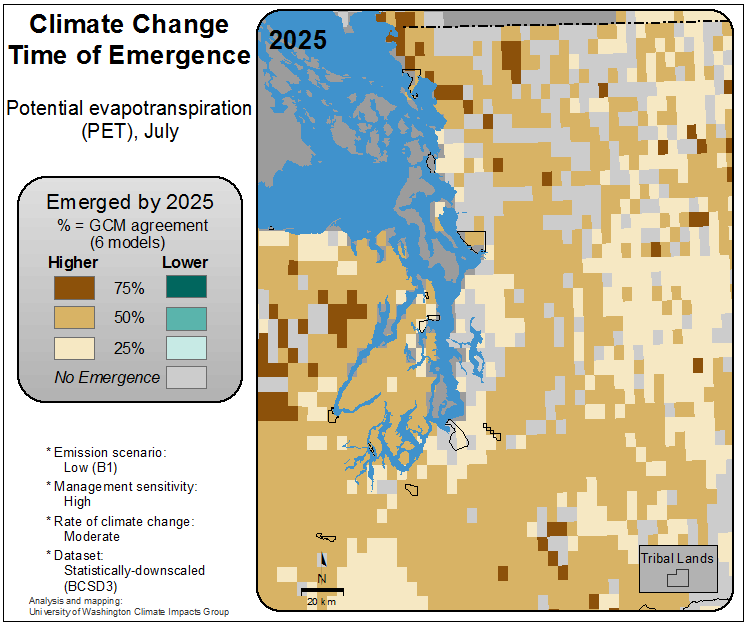 Climate Change
Time of Emergence
Potential evapotranspiration
(PET), July
Emerged by 2025
% = GCM agreement
(6 models)
Higher Lower
75%
50%
25%
No Emergence
* Emission scenario:
Low (B1)
* Management sensitivity:
High
* Rate of climate change:
Moderate
* Dataset:
Statistically-downscaled
(BCSD3)
Analysis and mapping:
University of Washington Climate Impacts Group
2025
N
20 km
Tribal Lands